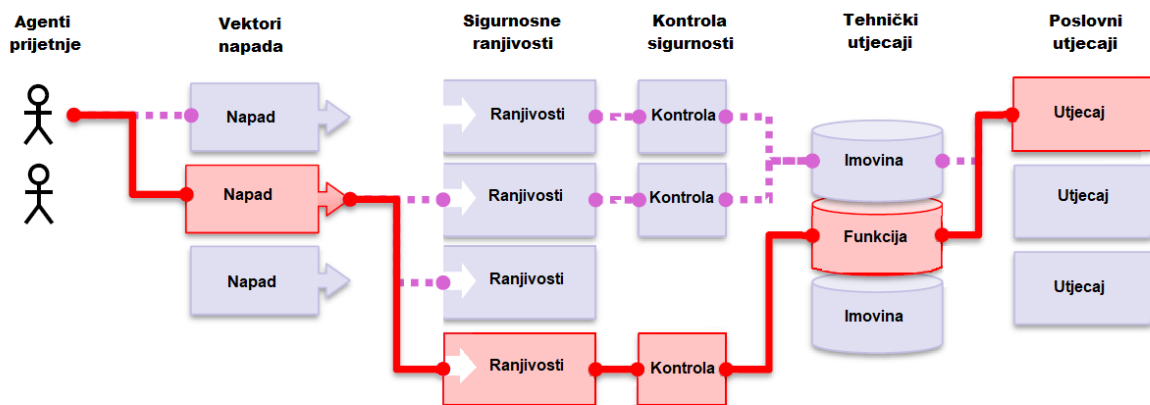 Agenti
prijetnje
Vektori
napada
Sigurnosne
ranjivosti
Kontrola
sigurnosti
Tehnički
utjecaji
Poslovni
utjecaji
Napad
Ranjivosti
Kontrola
Imovina
Utjecaj
Napad
Ranjivosti
Kontrola
Funkcija
Utjecaj
Napad
Ranjivosti
Imovina
Utjecaj
Ranjivosti
Kontrola